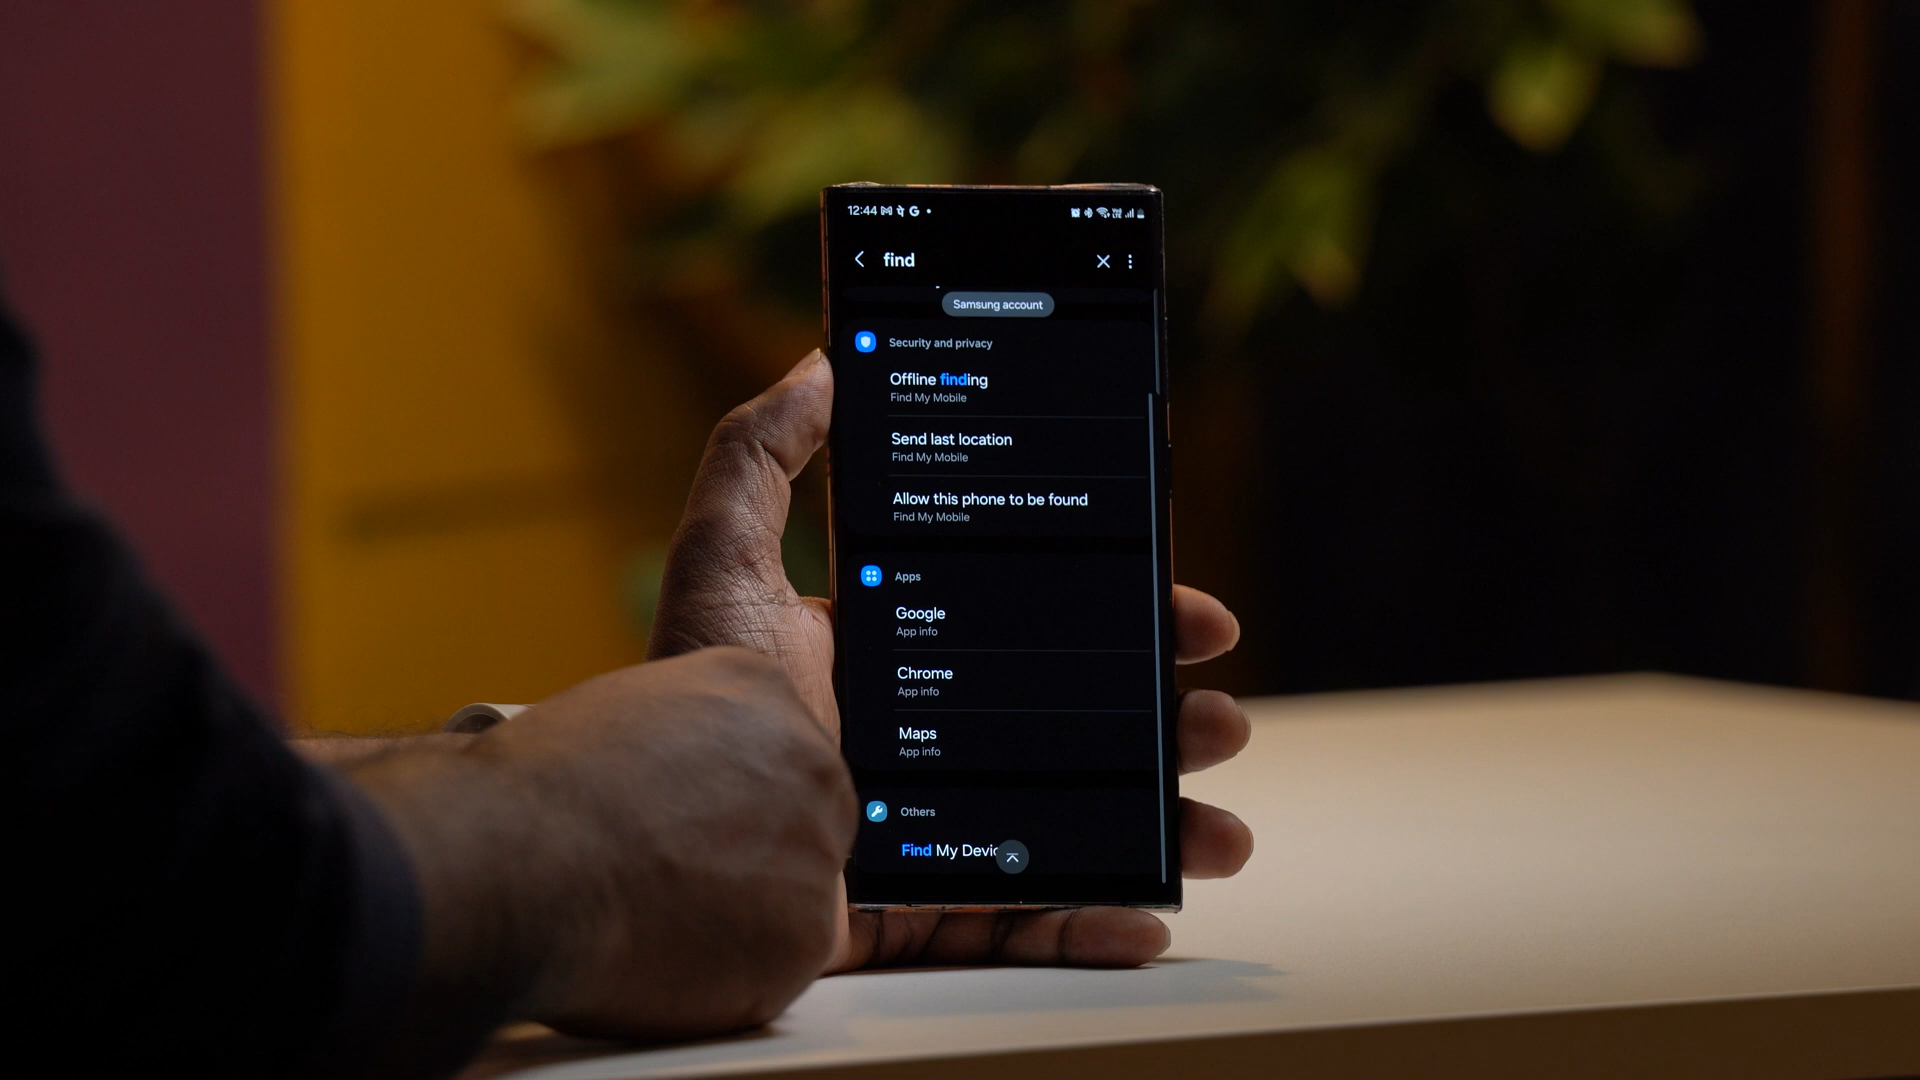 12:44
find
Samsung account
Security and privacy
Offline finding
Find My Mobile
Send last location
Find My Mobile
Allow this phone to be found
Find My Mobile
Apps
Google
App info
Chrome
App info
Maps
App info
Others
Find My Devic